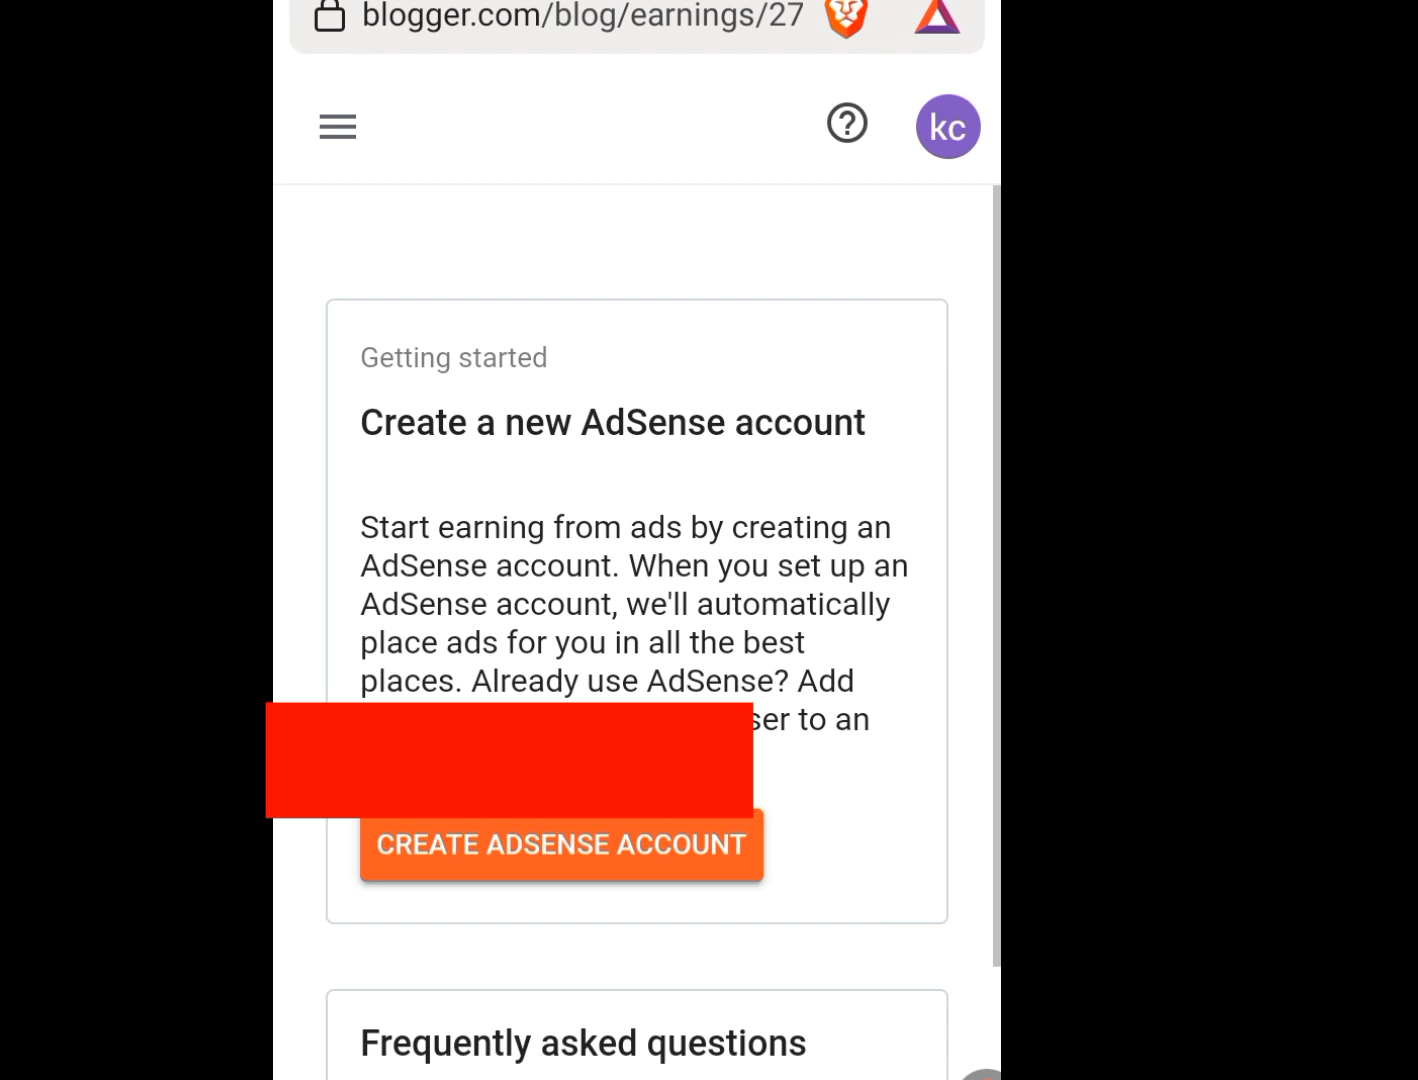 blogger.com/blog/earnings/27
kc
Getting started
Create a new AdSense account
Start earning from ads by creating an
AdSense account. When you set up an
AdSense account, we'll automatically
place ads for you in all the best
places. Already use AdSense? Add
to an
CREATE ADSENSE ACCOUNT
Frequently asked questions